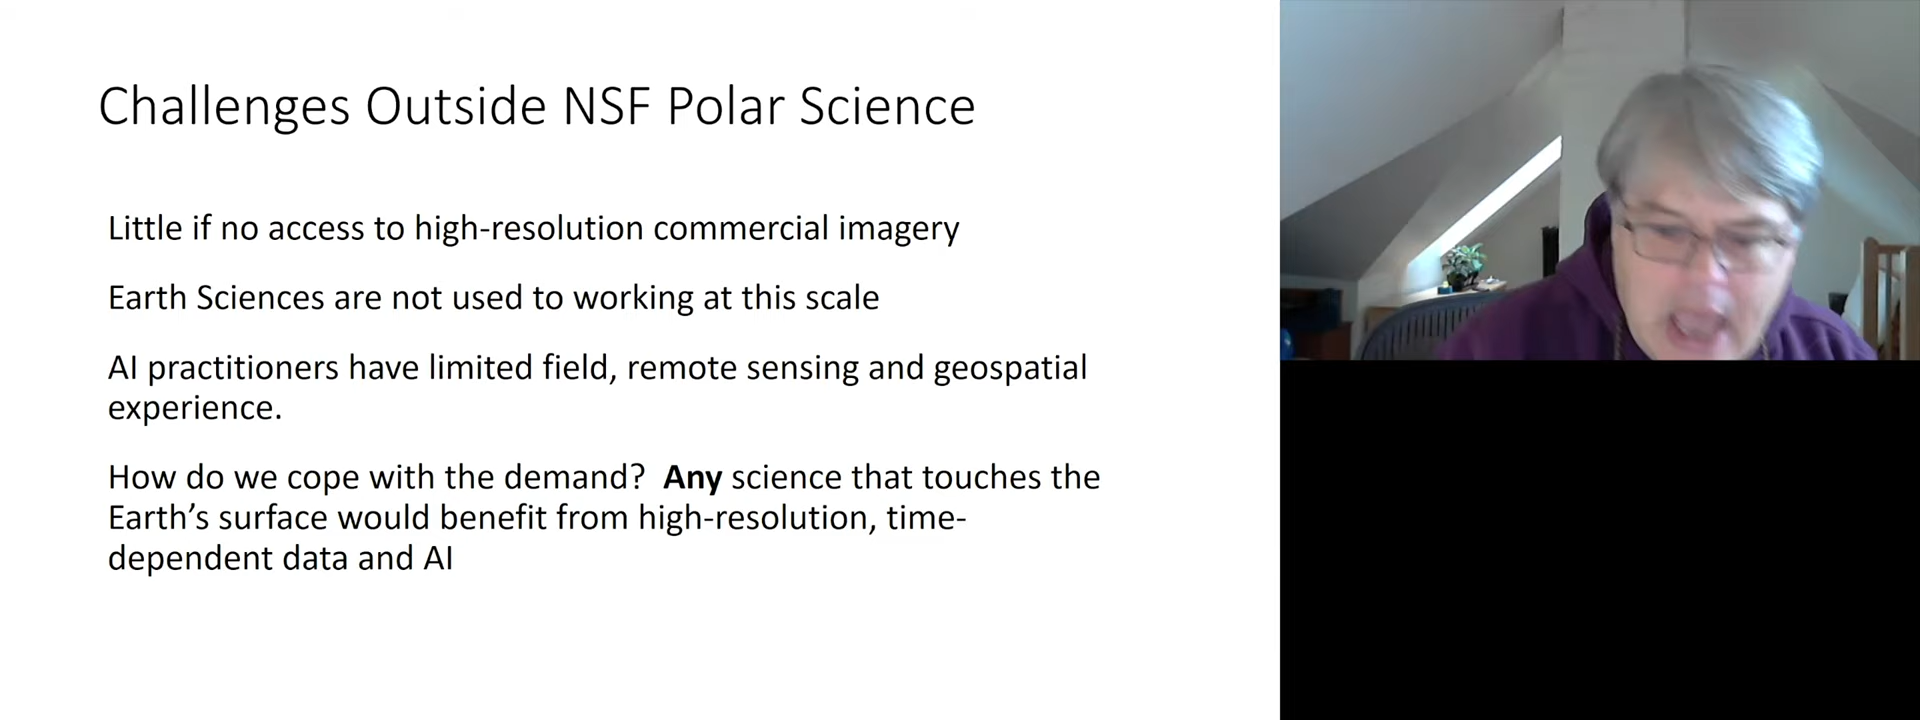 Challenges Outside NSF Polar Science
Little if no access to high-resolution commercial imagery
Earth Sciences are not used to working at this scale
AI practitioners have limited field, remote sensing and geospatial
experience.
How do we cope with the demand?  Any science that touches the
Earth’s surface would benefit from high-resolution, time-
dependent data and AI